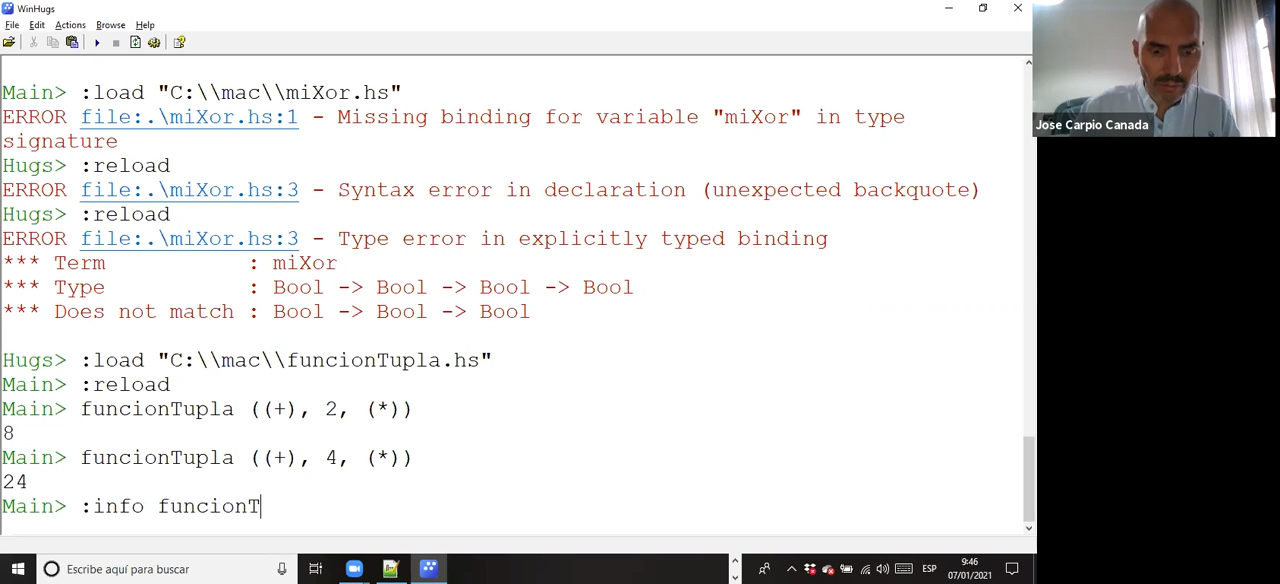 WinHugs
File Edit Actions Browse Help
Main> :load "C:\\mac\\miXor.hs"
ERROR file:.\miXor.hs:1 - Missing binding for variable "miXor" in type
signature
Hugs> :reload
ERROR file:.\miXor.hs:3 - Syntax error in declaration (unexpected backquote)
Hugs> :reload
ERROR file:.\miXor.hs:3 - Type error in explicitly typed binding
*** Term : miXor
*** Type : Bool -> Bool -> Bool -> Bool
*** Does not match : Bool -> Bool -> Bool
Hugs> :load "C:\\mac\\funcionTupla.hs"
Main> :reload
Main> funcionTupla ((+), 2, (*))
8
Main> funcionTupla ((+), 4, (*))
24
Main> :info funcionT
Jose Carpio Canada
Escribe aquí para buscar
ESP
9:46
07/01/2021